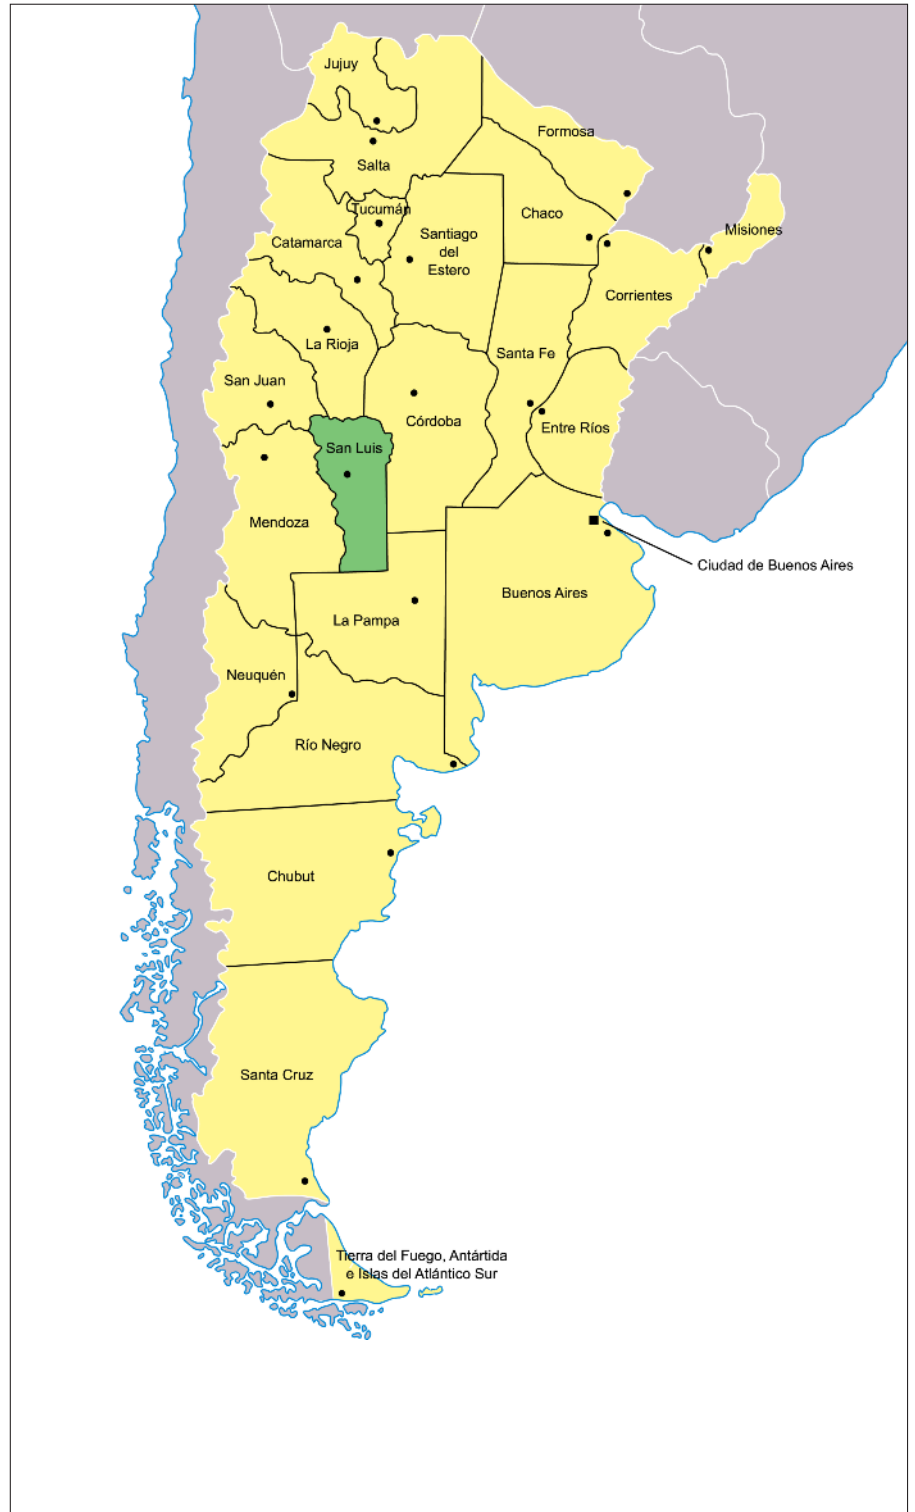 Jujuy
Formosa
Salta
Tucumán
Chaco
Misiones
Santiago
del
Estero
Catamarca
Corrientes
La Rioja
Santa Fe
San Juan
Córdoba
Entre Ríos
San Luis
Mendoza
Ciudad de Buenos Aires
Buenos Aires
La Pampa
Neuquén
Río Negro
Chubut
Santa Cruz
Tierra del Fuego, Antártida
e Islas del Atlántico Sur